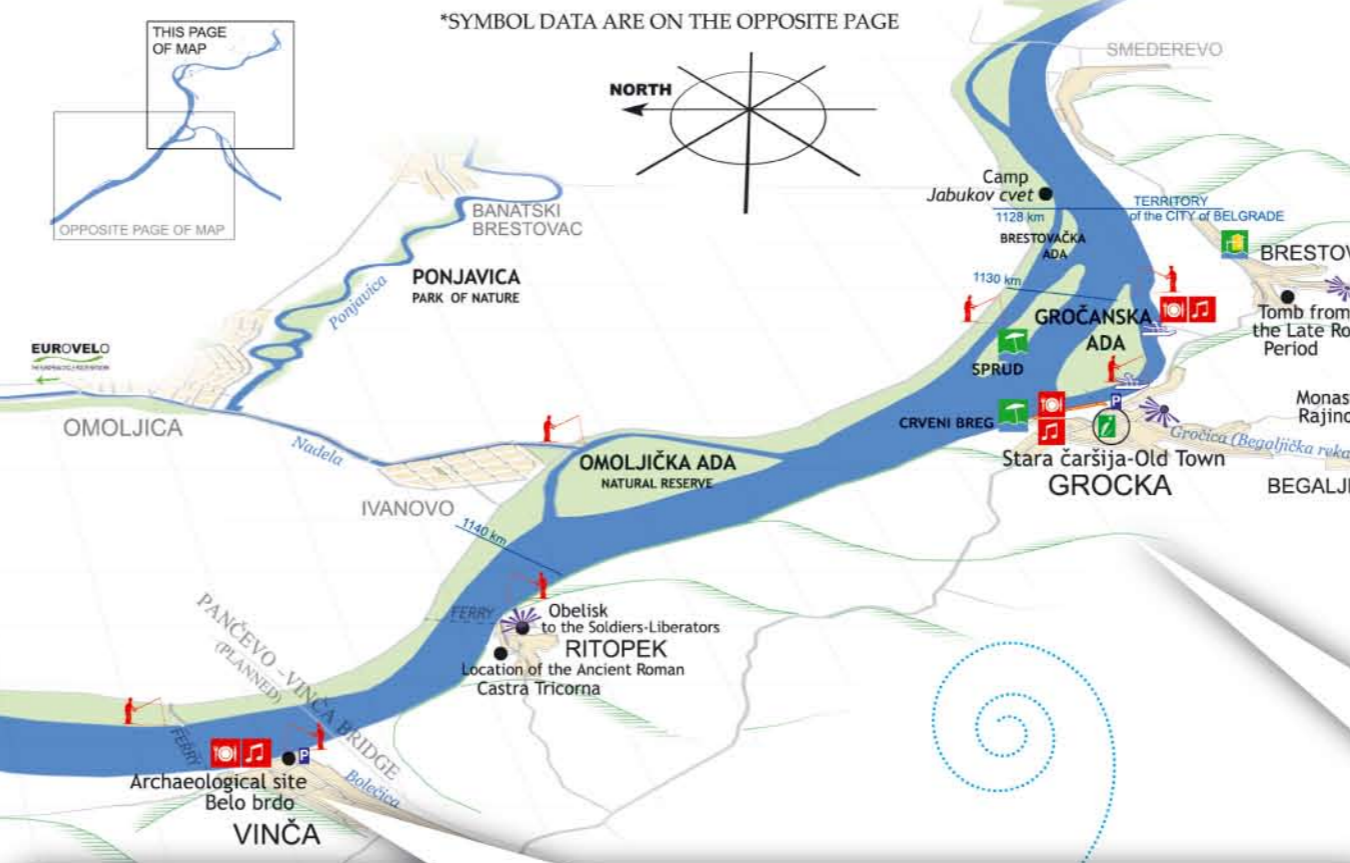 *SYMBOL DATA ARE ON THE OPPOSITE PAGE
THIS PAGE
OF MAP
OPPOSITE PAGE OF MAP
NORTH
SMEDEREVO
Camp
Jabukov cvet
1128 km
TERRITORY
of the CITY of BELGRADE
BRESTOVAČKA
ADA
BANATSKI
BRESTOVAC
PONJAVICA
PARK OF NATURE
Ponjavica
1130 km
BRESTOV
Tomb from
the Late Ro
Period
GROČANSKA
ADA
SPRUD
EUROVELO
OMOLJICA
CRVENI BREG
P
Monas
Rajino
Gročica (Begaljička reka
Stara čaršija-Old Town
GROCKA
BEGALJI
Nadela
OMOLJIČKA ADA
NATURAL RESERVE
IVANOVO
1140 km
FERRY
Obelisk
to the Soldiers-Liberators
RITOPEK
Location of the Ancient Roman
Castra Tricorna
PANČEVO - VINČA BRIDGE
(PLANNED)
FERRY
P
Bolečica
Archaeological site
Belo brdo
VINČA